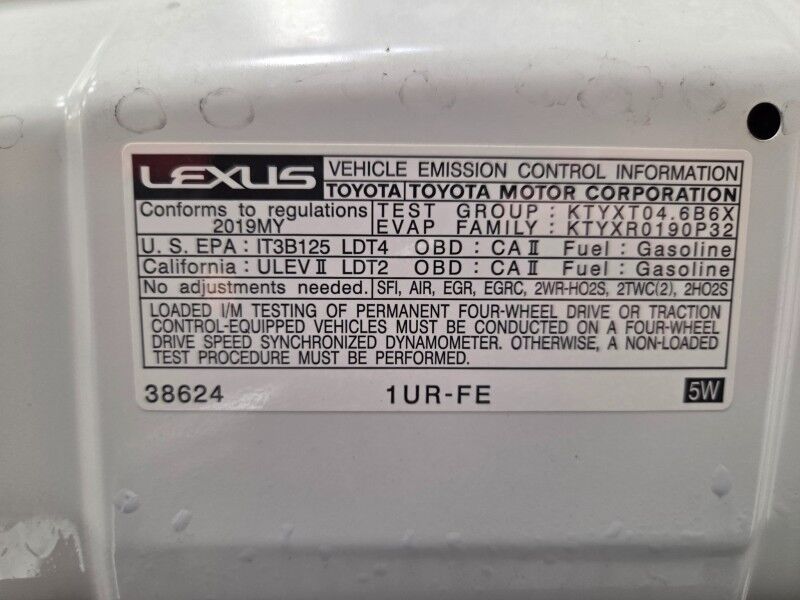 LEXUS VEHICLE EMISSION CONTROL INFORMATION
TOYOTA TOYOTA MOTOR CORPORATION
Conforms to regulations TEST GROUP : KTYXT04.6B6X
2019MY EVAP FAMILY : KTYXR0190P32
U.S. EPA : IT3B125 LDT4 OBD : CA II Fuel : Gasoline
California : ULEV II LDT2 OBD : CA II Fuel : Gasoline
No adjustments needed. SFI, AIR, EGR, EGRC, 2WR-HO2S, 2TWC(2), 2HO2S
LOADED I/M TESTING OF PERMANENT FOUR-WHEEL DRIVE OR TRACTION
CONTROL-EQUIPPED VEHICLES MUST BE CONDUCTED ON A FOUR-WHEEL
DRIVE SPEED SYNCHRONIZED DYNAMOMETER. OTHERWISE, A NON-LOADED
TEST PROCEDURE MUST BE PERFORMED.
38624 1UR-FE 5W